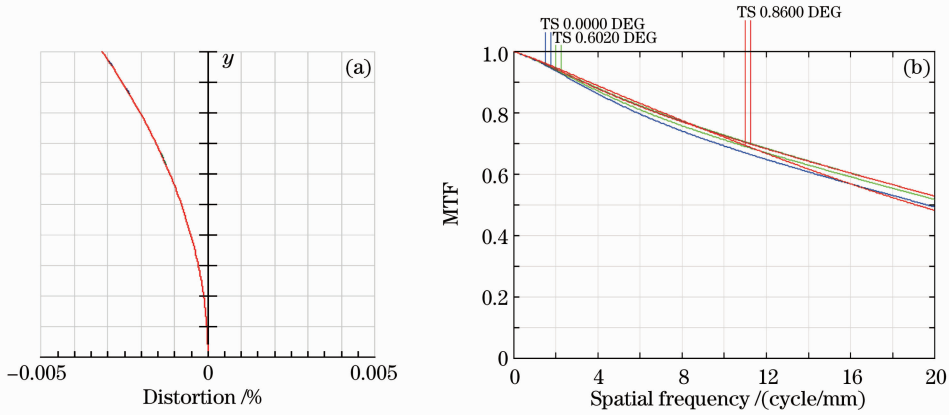 y
(a)
−0.005
0
0.005
Distortion /%
TS 0.0000 DEG
TS 0.6020 DEG
TS 0.8600 DEG
(b)
1.0
0.8
0.6
0.4
0.2
0
MTF
0 4 8 12 16 20
Spatial frequency /(cycle/mm)